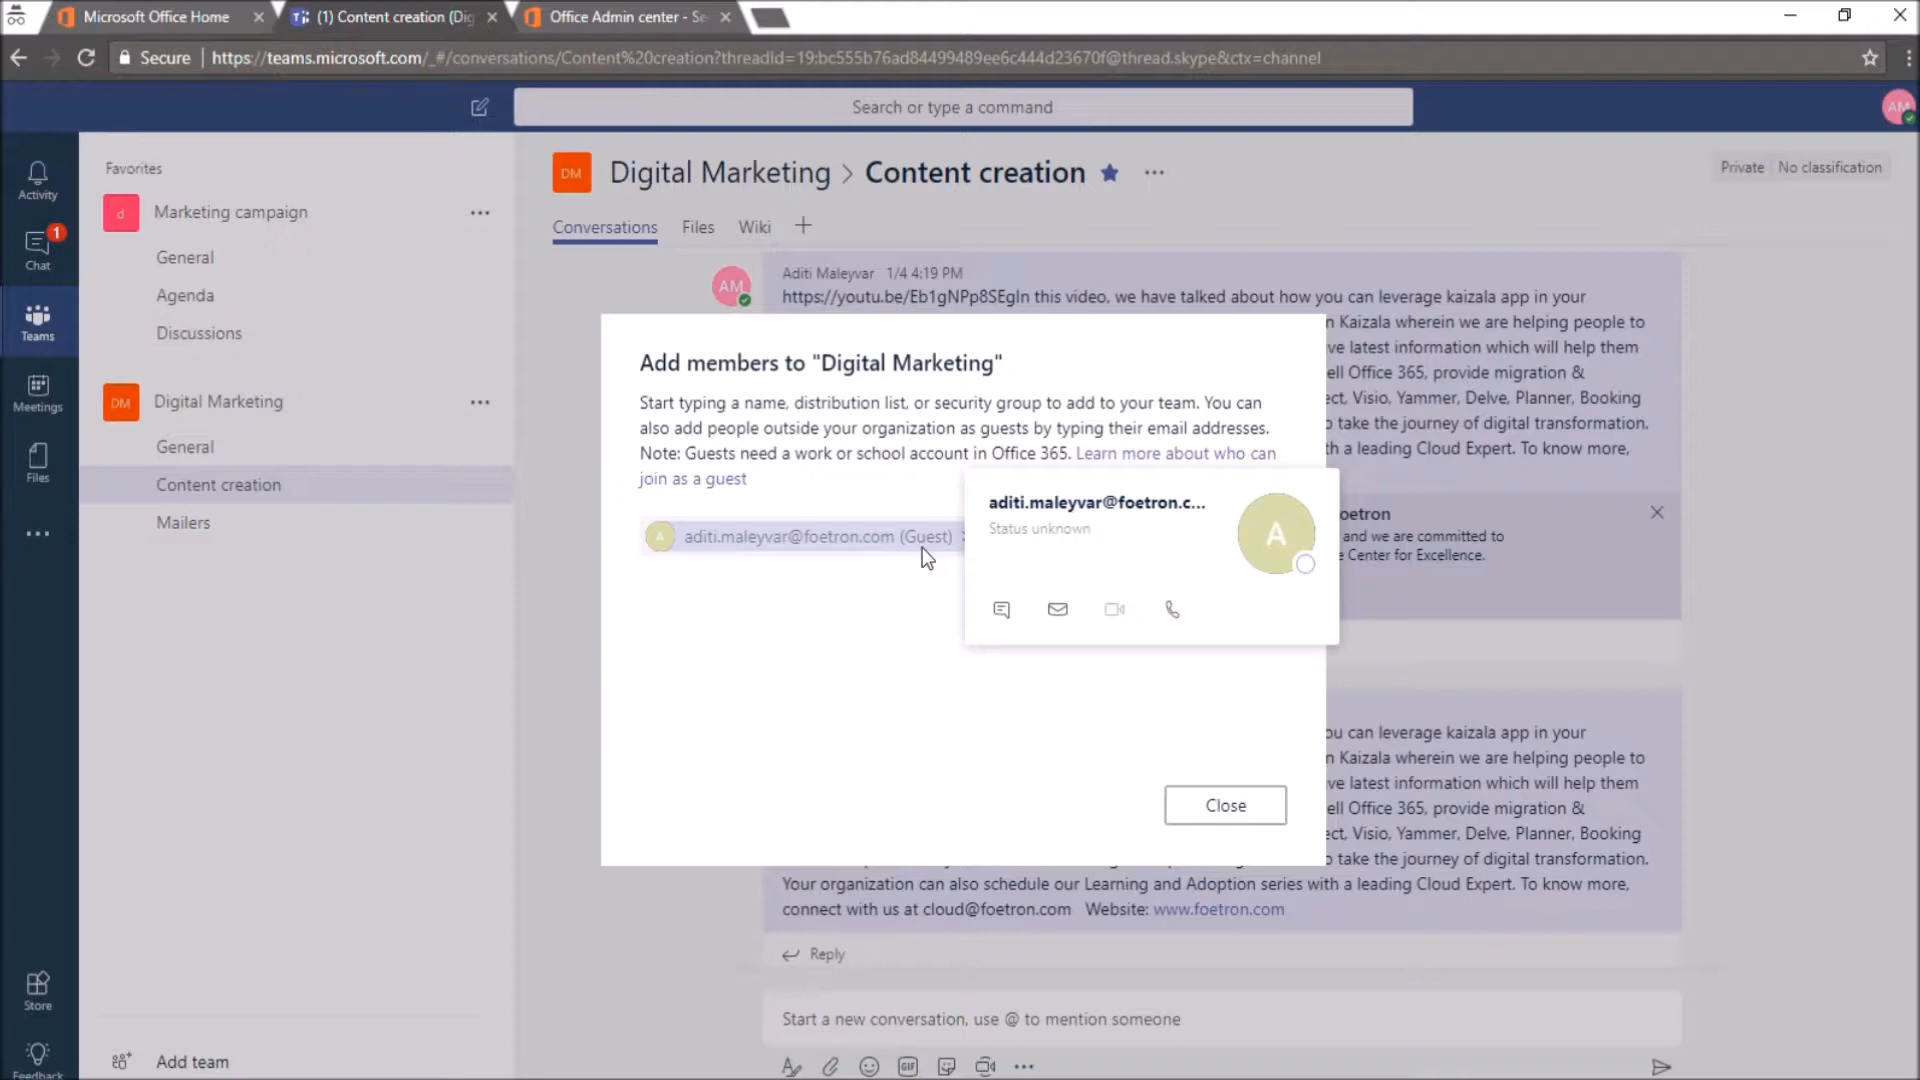 Microsoft Office Home
(1) Content creation (Dig
Office Admin center - Se
Secure
https://teams.microsoft.com/_#/conversations/Content%20creation?threadId=19:bc555b76ad84499489ee6c444d23670f@thread.skype&ctx=channel
Search or type a command
AM
Activity
Chat
1
Teams
Meetings
Files
Store
Feedback
Favorites
d
Marketing campaign
General
Agenda
Discussions
DM
Digital Marketing
General
Content creation
Mailers
Add team
DM
Digital Marketing > Content creation
Private
No classification
Conversations
Files
Wiki
AM
Aditi Maleyvar 1/4 4:19 PM
https://youtu.be/Eb1gNPp8SEgIn this video, we have talked about how you can leverage kaizala app in your
n Kaizala wherein we are helping people to
ve latest information which will help them
ell Office 365, provide migration &
ect, Visio, Yammer, Delve, Planner, Booking
o take the journey of digital transformation.
th a leading Cloud Expert. To know more,
oetron
and we are committed to
Center for Excellence.
Add members to "Digital Marketing"
Start typing a name, distribution list, or security group to add to your team. You can
also add people outside your organization as guests by typing their email addresses.
Note: Guests need a work or school account in Office 365. Learn more about who can
join as a guest
A
aditi.maleyvar@foetron.com (Guest)
aditi.maleyvar@foetron.c...
Status unknown
A
Close
ou can leverage kaizala app in your
n Kaizala wherein we are helping people to
ve latest information which will help them
ell Office 365, provide migration &
ect, Visio, Yammer, Delve, Planner, Booking
o take the journey of digital transformation.
Your organization can also schedule our Learning and Adoption series with a leading Cloud Expert. To know more,
connect with us at cloud@foetron.com Website: www.foetron.com
Reply
Start a new conversation, use @ to mention someone
GIF